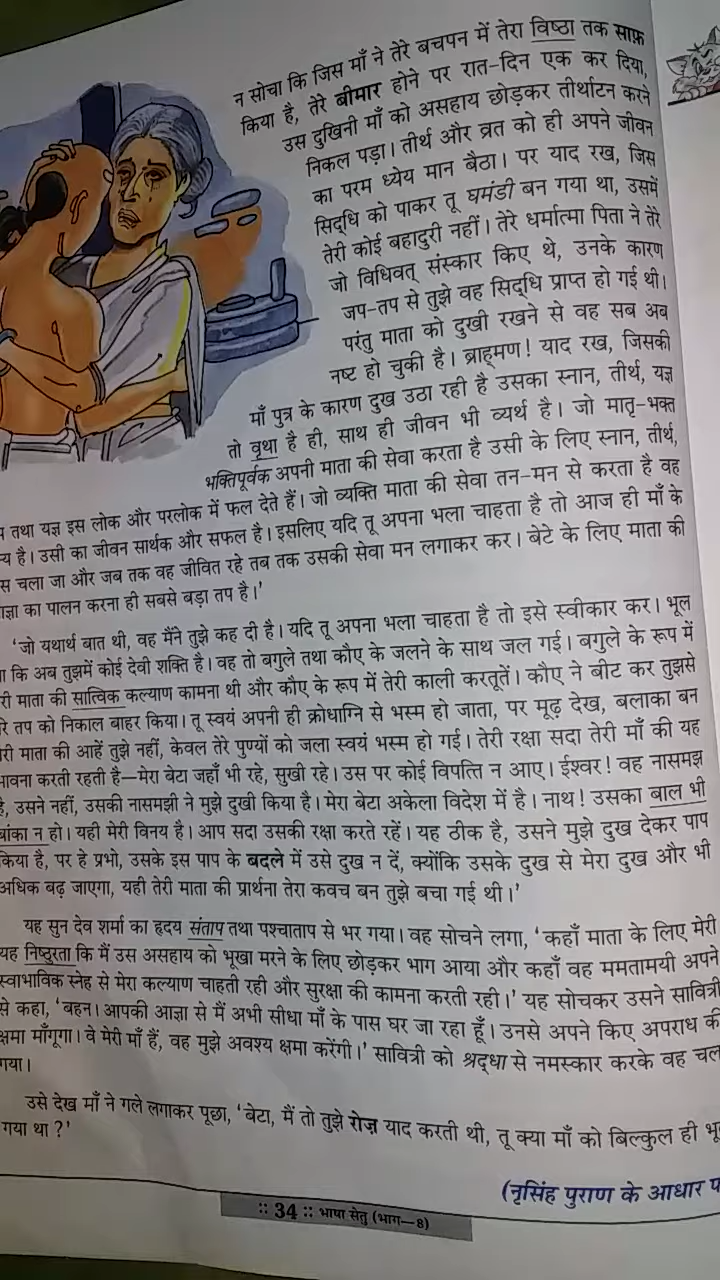 न सोचा कि जिस माँ ने तेरे बचपन में तेरा विष्ठा तक साफ़
किया है, तेरे बीमार होने पर रात-दिन एक कर दिया,
उस दुखिनी माँ को असहाय छोड़कर तीर्थाटन करने
निकल पड़ा। तीर्थ और व्रत को ही अपने जीवन
का परम ध्येय मान बैठा। पर याद रख, जिस
सिद्धि को पाकर तू घमंडी बन गया था, उसमें
तेरी कोई बहादुरी नहीं। तेरे धर्मात्मा पिता ने तेरे
जो विधिवत् संस्कार किए थे, उनके कारण
जप-तप से तुझे वह सिद्धि प्राप्त हो गई थी।
परंतु माता को दुखी रखने से वह सब अब
नष्ट हो चुकी है। ब्राह्मण! याद रख, जिसकी
माँ पुत्र के कारण दुख उठा रही है उसका स्नान, तीर्थ, यज्ञ
तो वृथा है ही, साथ ही जीवन भी व्यर्थ है। जो मातृ-भक्त
भक्तिपूर्वक अपनी माता की सेवा करता है उसी के लिए स्नान, तीर्थ,
तथा यज्ञ इस लोक और परलोक में फल देते हैं। जो व्यक्ति माता की सेवा तन-मन से करता है वह
है। उसी का जीवन सार्थक और सफल है। इसलिए यदि तू अपना भला चाहता है तो आज ही माँ के
चला जा और जब तक वह जीवित रहे तब तक उसकी सेवा मन लगाकर कर। बेटे के लिए माता की
का पालन करना ही सबसे बड़ा तप है।'
'जो यथार्थ बात थी, वह मैंने तुझे कह दी है। यदि तू अपना भला चाहता है तो इसे स्वीकार कर। भूल
कि अब तुझमें कोई देवी शक्ति है। वह तो बगुले तथा कौए के जलने के साथ जल गई। बगुले के रूप में
माता की सात्विक कल्याण कामना थी और कौए के रूप में तेरी काली करतूतें। कौए ने बीट कर तुझसे
तप को निकाल बाहर किया। तू स्वयं अपनी ही क्रोधाग्नि से भस्म हो जाता, पर मूढ़ देख, बलाका बन
माता की आहें तुझे नहीं, केवल तेरे पुण्यों को जला स्वयं भस्म हो गई। तेरी रक्षा सदा तेरी माँ की यह
करती रहती है—मेरा बेटा जहाँ भी रहे, सुखी रहे। उस पर कोई विपत्ति न आए। ईश्वर! वह नासमझ
है, उसने नहीं, उसकी नासमझी ने मुझे दुखी किया है। मेरा बेटा अकेला विदेश में है। नाथ! उसका बाल भी
बांका न हो। यही मेरी विनय है। आप सदा उसकी रक्षा करते रहें। यह ठीक है, उसने मुझे दुख देकर पाप
किया है, पर हे प्रभो, उसके इस पाप के बदले में उसे दुख न दें, क्योंकि उसके दुख से मेरा दुख और भी
अधिक बढ़ जाएगा, यही तेरी माता की प्रार्थना तेरा कवच बन तुझे बचा गई थी।'
यह सुन देव शर्मा का हृदय संताप तथा पश्चाताप से भर गया। वह सोचने लगा, 'कहाँ माता के लिए मेरी
यह निष्ठुरता कि मैं उस असहाय को भूखा मरने के लिए छोड़कर भाग आया और कहाँ वह ममतामयी अपने
स्वाभाविक स्नेह से मेरा कल्याण चाहती रही और सुरक्षा की कामना करती रही।' यह सोचकर उसने सावित्री
से कहा, 'बहन। आपकी आज्ञा से मैं अभी सीधा माँ के पास घर जा रहा हूँ। उनसे अपने किए अपराध की
क्षमा माँगूगा। वे मेरी माँ हैं, वह मुझे अवश्य क्षमा करेंगी।' सावित्री को श्रद्धा से नमस्कार करके वह चल
गया।
उसे देख माँ ने गले लगाकर पूछा, 'बेटा, मैं तो तुझे रोज़ याद करती थी, तू क्या माँ को बिल्कुल ही
गया था?'
(नृसिंह पुराण के आधार
:: 34 :: भाषा सेतु (भाग—8)